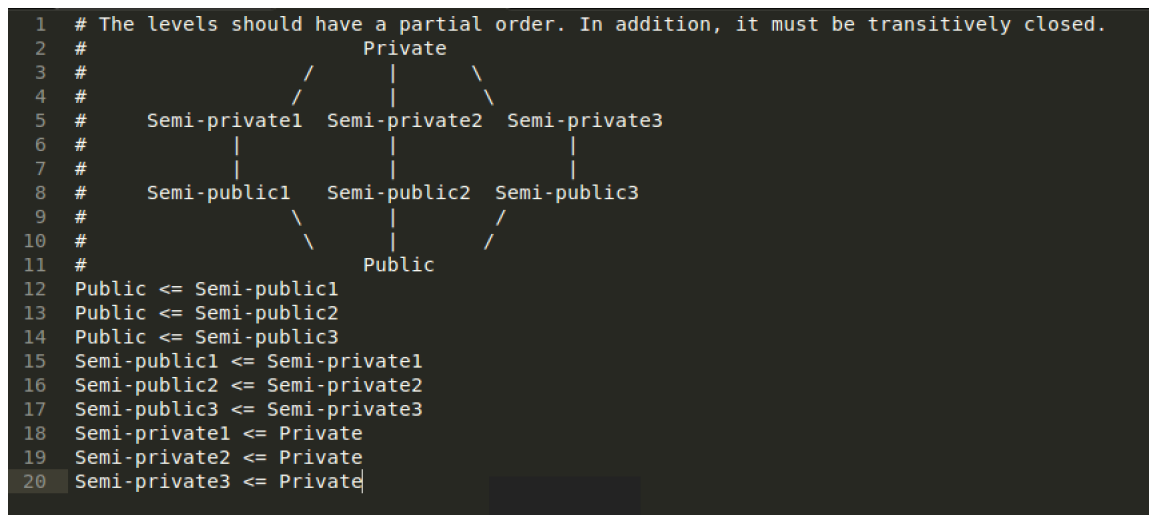 1 # The levels should have a partial order. In addition, it must be transitively closed.
2 #                       Private
3 #                  /      |      \
4 #                 /       |       \
5 #     Semi-private1  Semi-private2  Semi-private3
6 #            |            |              |
7 #            |            |              |
8 #     Semi-public1   Semi-public2  Semi-public3
9 #                 \       |        /
10 #                  \      |       /
11 #                       Public
12 Public <= Semi-public1
13 Public <= Semi-public2
14 Public <= Semi-public3
15 Semi-public1 <= Semi-private1
16 Semi-public2 <= Semi-private2
17 Semi-public3 <= Semi-private3
18 Semi-private1 <= Private
19 Semi-private2 <= Private
20 Semi-private3 <= Private